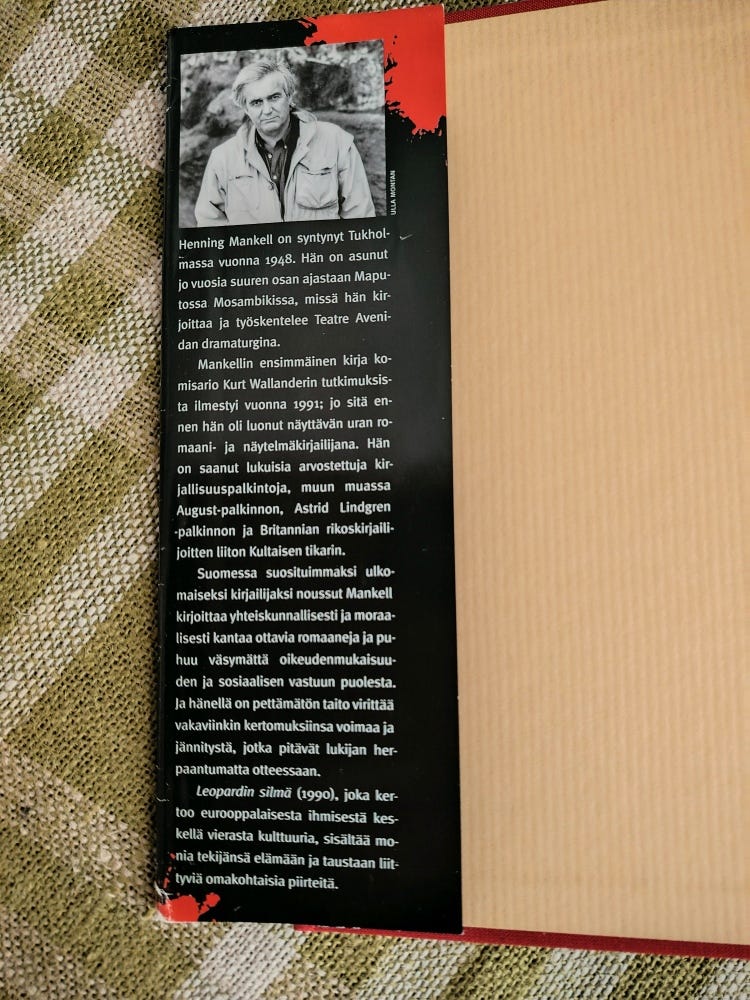 ULLA MONTAN
Henning Mankell on syntynyt Tukhol-
massa vuonna 1948. Hän on asunut
jo vuosia suuren osan ajastaan Mapu-
tossa Mosambikissa, missä hän kir-
joittaa ja työskentelee Teatre Aveni-
dan dramaturgina.
Mankellin ensimmäinen kirja ko-
misario Kurt Wallanderin tutkimuksis-
ta ilmestyi vuonna 1991; jo sitä en-
nen hän oli luonut näyttävän uran ro-
maani- ja näytelmäkirjailijana. Hän
on saanut lukuisia arvostettuja kir-
jallisuuspalkintoja, muun muassa
August-palkinnon, Astrid Lindgren
-palkinnon ja Britannian rikoskirjaili-
joitten liiton Kultaisen tikarin.
Suomessa suosituimmaksi ulko-
maiseksi kirjailijaksi noussut Mankell
kirjoittaa yhteiskunnallisesti ja moraa-
lisesti kantaa ottavia romaaneja ja pu-
huu väsymättä oikeudenmukaisuu-
den ja sosiaalisen vastuun puolesta.
Ja hänellä on pettämätön taito virittää
vakaviinkin kertomuksiinsa voimaa ja
jännitystä, jotka pitävät lukijan her-
paantumatta otteessaan.
Leopardin silmä (1990), joka ker-
too eurooppalaisesta ihmisestä kes-
kellä vierasta kulttuuria, sisältää mo-
nia tekijänsä elämään ja taustaan liit-
tyviä omakohtaisia piirteitä.